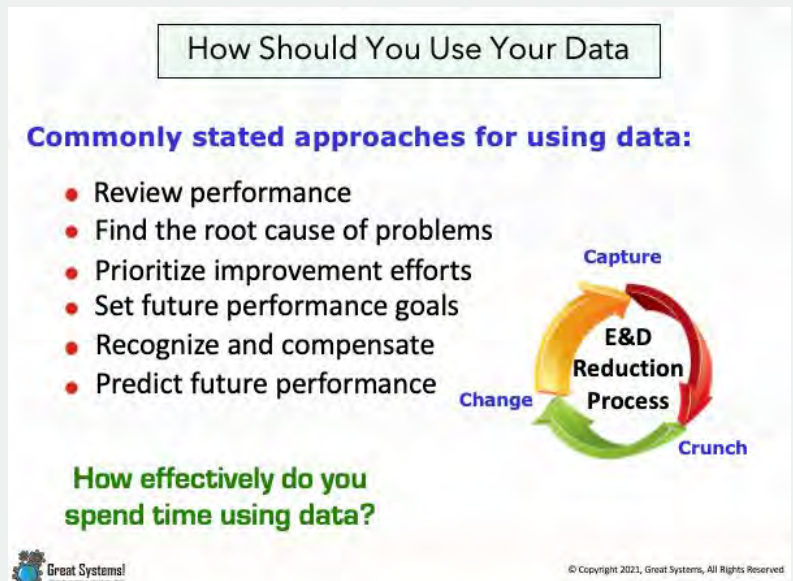 How Should You Use Your Data
Commonly stated approaches for using data:
Review performance
Find the root cause of problems
Prioritize improvement efforts
Set future performance goals
Recognize and compensate
Predict future performance
Capture
E&D
Reduction
Process
Change
Crunch
How effectively do you
spend time using data?
Great Systems!
© Copyright 2021, Great Systems, All Rights Reserved